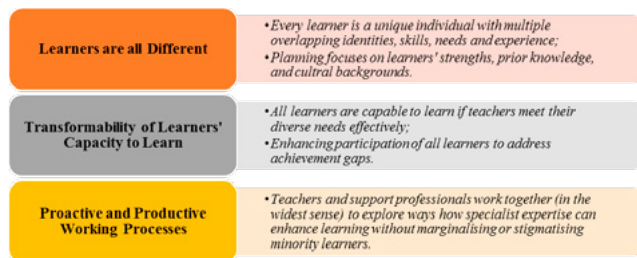 Learners are all Different
• Every learner is a unique individual with multiple
overlapping identities, skills, needs and experience;
• Planning focuses on learners' strengths, prior knowledge,
and cultral backgrounds.
Transformability of Learners'
Capacity to Learn
• All learners are capable to learn if teachers meet their
diverse needs effectively;
• Enhancing participation of all learners to address
achievement gaps.
Proactive and Productive
Working Processes
• Teachers and support professionals work together (in the
widest sense) to explore ways how specialist expertise can
enhance learning without marginalising or stigmatising
minority learners.